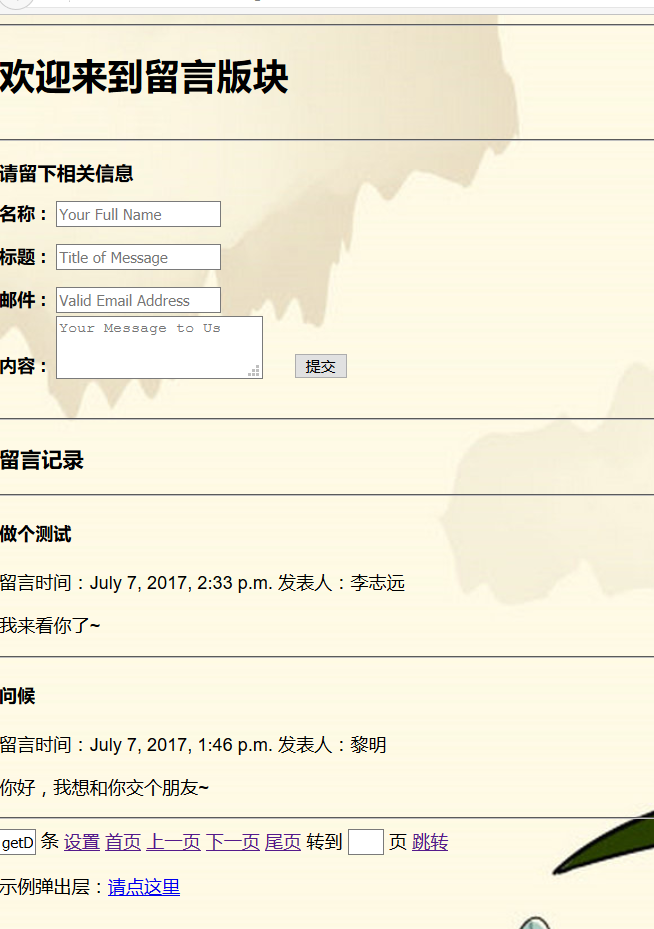 欢迎来到留言版块
请留下相关信息
名称： Your Full Name
标题： Title of Message
邮件： Valid Email Address
Your Message to Us
内容： 提交
留言记录
做个测试
留言时间：July 7, 2017, 2:33 p.m. 发表人：李志远
我来看你了~
问候
留言时间：July 7, 2017, 1:46 p.m. 发表人：黎明
你好，我想和你交个朋友~
getD 条 设置 首页 上一页 下一页 尾页 转到 页 跳转
示例弹出层：请点这里